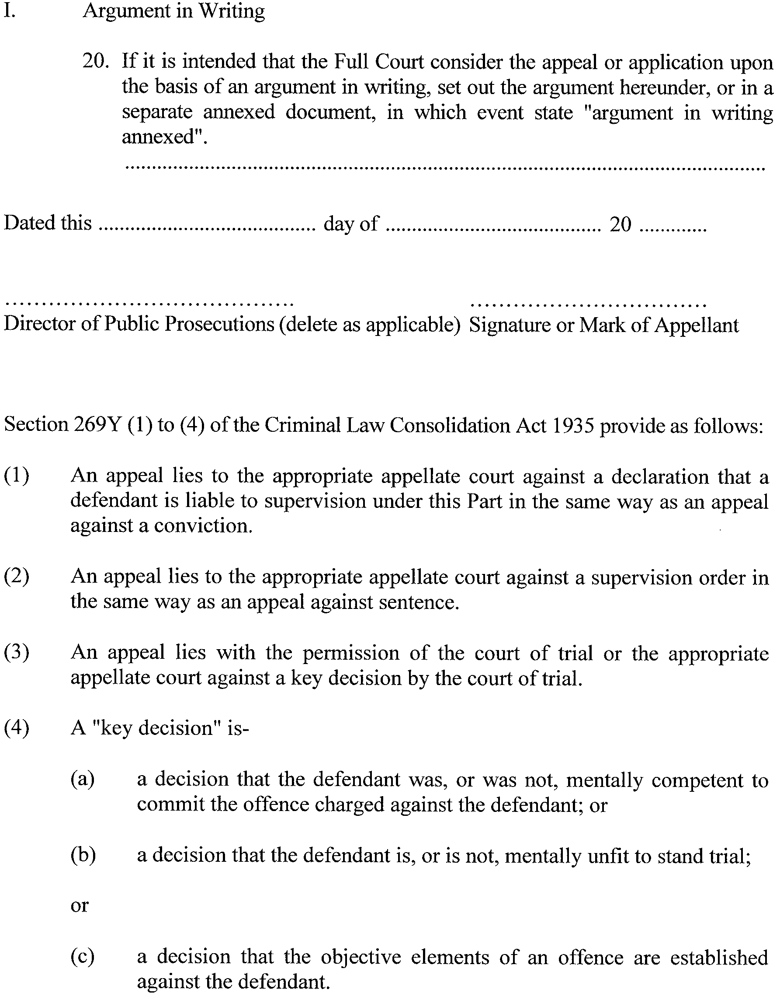 I. Argument in Writing
20. If it is intended that the Full Court consider the appeal or application upon
the basis of an argument in writing, set out the argument hereunder, or in a
separate annexed document, in which event state "argument in writing
annexed".
........................................................................................................................
Dated this ......................................... day of ......................................... 20 .............
....................................... .................................
Director of Public Prosecutions (delete as applicable) Signature or Mark of Appellant
Section 269Y (1) to (4) of the Criminal Law Consolidation Act 1935 provide as follows:
(1) An appeal lies to the appropriate appellate court against a declaration that a
defendant is liable to supervision under this Part in the same way as an appeal
against a conviction.
(2) An appeal lies to the appropriate appellate court against a supervision order in
the same way as an appeal against sentence.
(3) An appeal lies with the permission of the court of trial or the appropriate
appellate court against a key decision by the court of trial.
(4) A "key decision" is-
(a) a decision that the defendant was, or was not, mentally competent to
commit the offence charged against the defendant; or
(b) a decision that the defendant is, or is not, mentally unfit to stand trial;
or
(c) a decision that the objective elements of an offence are established
against the defendant.